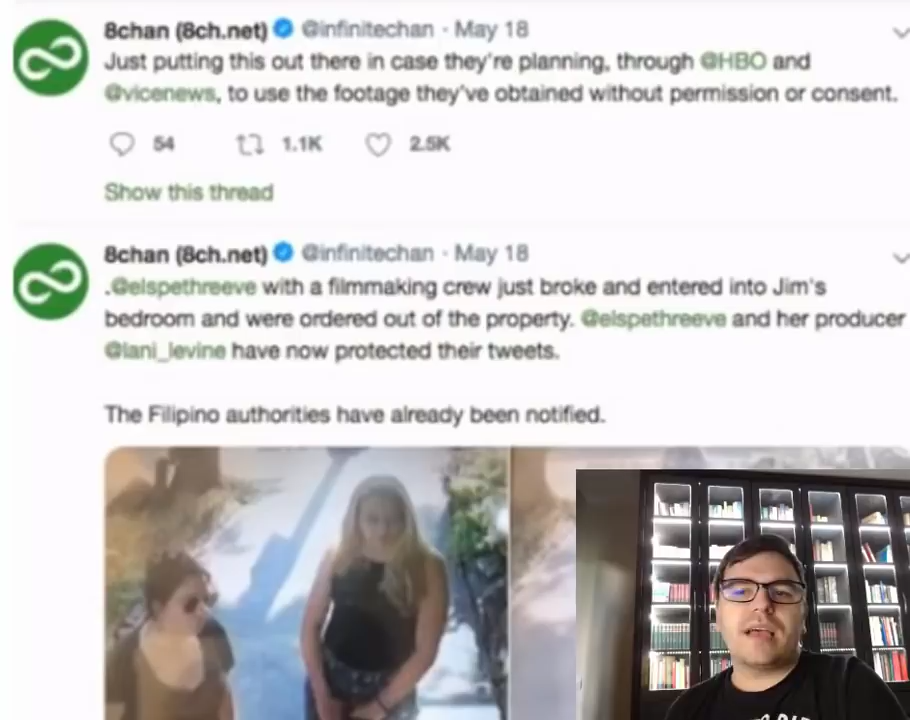 8chan (8ch.net) @infinitechan · May 18
Just putting this out there in case they're planning, through @HBO and
@vicenews, to use the footage they've obtained without permission or consent.
54 1.1K 2.5K
Show this thread
8chan (8ch.net) @infinitechan · May 18
.@elspethreeve with a filmmaking crew just broke and entered into Jim's
bedroom and were ordered out of the property. @elspethreeve and her producer
@lani_levine have now protected their tweets.
The Filipino authorities have already been notified.